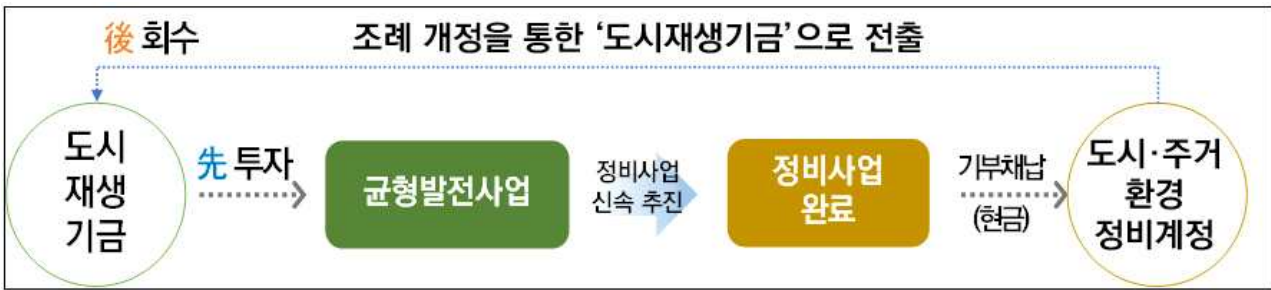 後 회수
조례 개정을 통한 ‘도시재생기금’으로 전출
도시
재생
기금
先 투자
균형발전사업
정비사업
신속 추진
정비사업
완료
기부채납
(현금)
도시·주거
환경
정비계정